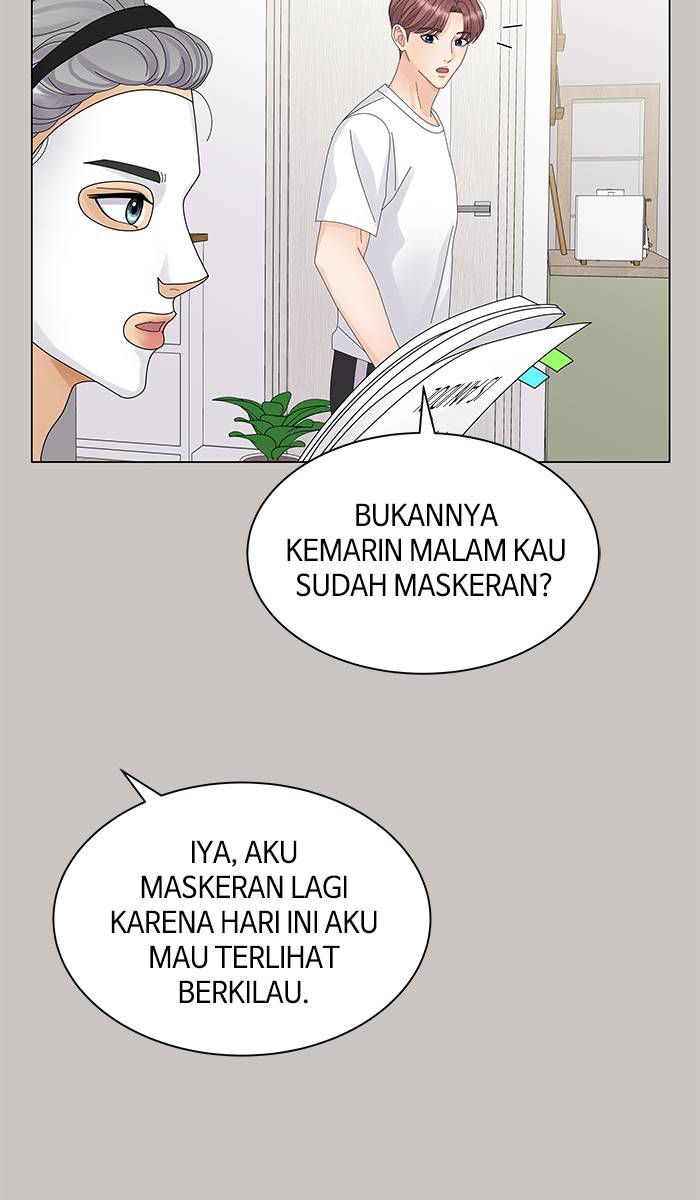 BUKANNYA
KEMARIN MALAM KAU
SUDAH MASKERAN?
IYA, AKU
MASKERAN LAGI
KARENA HARI INI AKU
MAU TERLIHAT
BERKILAU.